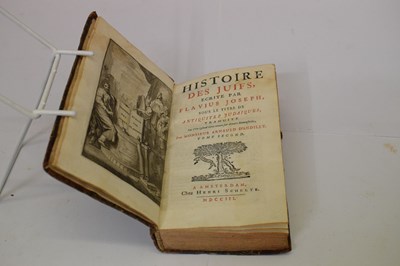 HISTOIRE
DES JUIFS,
ECRITE PAR
FLAVIUS JOSEPH,
SOUS LE TITRE DE
ANTIQUITEZ JUDAIQUES,
TRADUITE
Par MONSIEUR ARNAULD D'ANDILLY.
TOME SECOND.
A AMSTERDAM,
Chez HENRI SCHELTE.
MDCCIII.